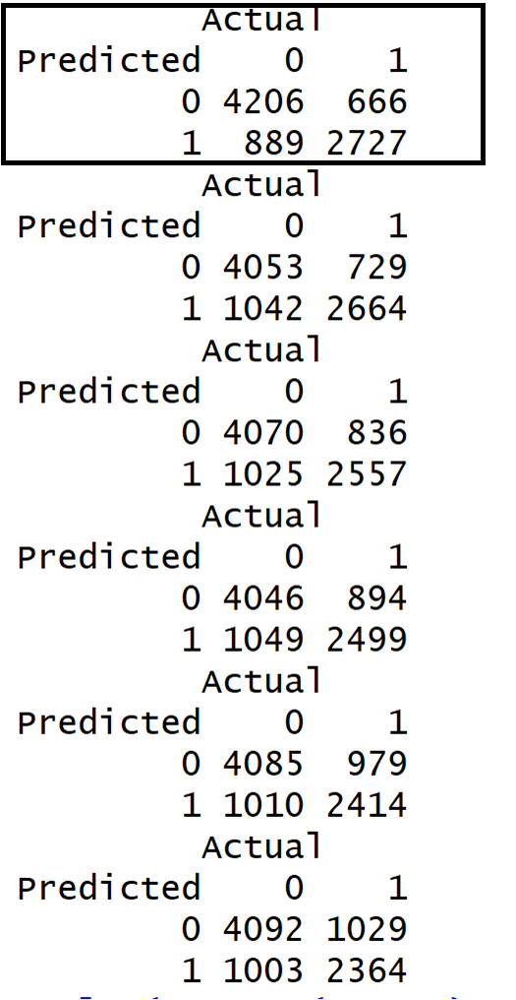 Actual
Predicted 0 1
0 4206 666
1 889 2727
Actual
Predicted 0 1
0 4053 729
1 1042 2664
Actual
Predicted 0 1
0 4070 836
1 1025 2557
Actual
Predicted 0 1
0 4046 894
1 1049 2499
Actual
Predicted 0 1
0 4085 979
1 1010 2414
Actual
Predicted 0 1
0 4092 1029
1 1003 2364